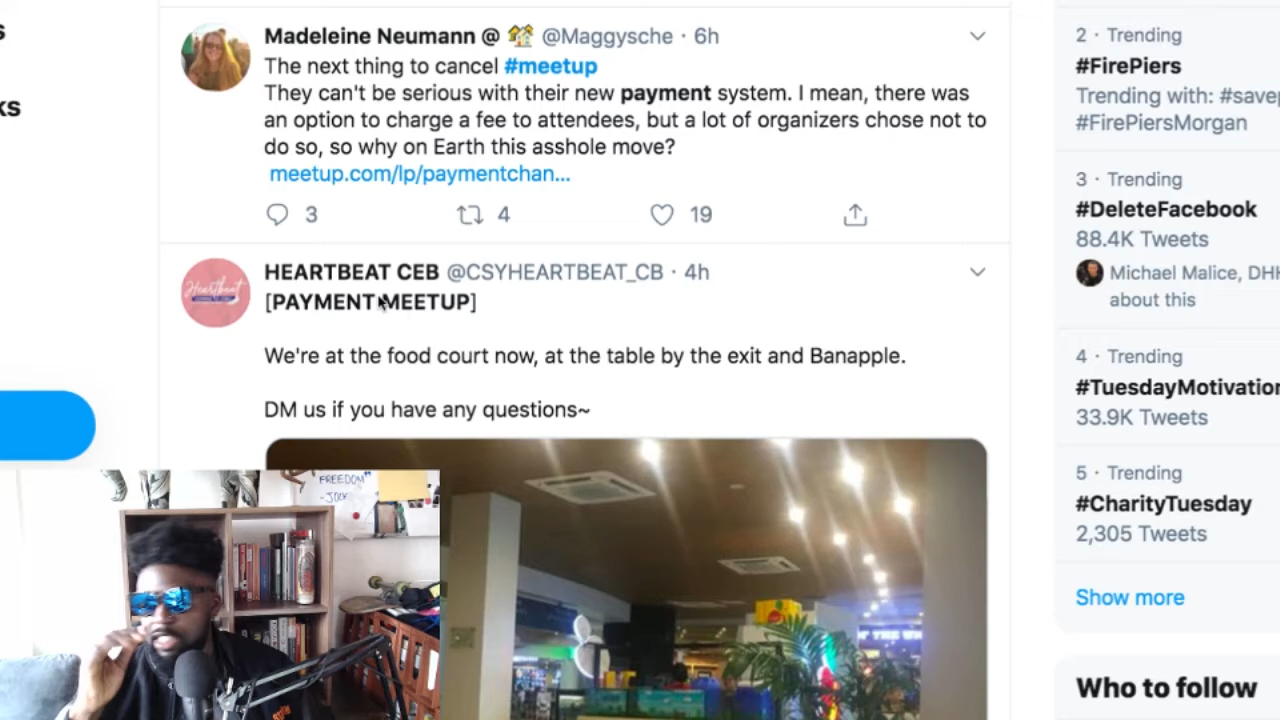 s
ks
Madeleine Neumann @ 🏘️ @Maggysche · 6h
The next thing to cancel #meetup
They can't be serious with their new payment system. I mean, there was
an option to charge a fee to attendees, but a lot of organizers chose not to
do so, so why on Earth this asshole move?
meetup.com/lp/paymentchan...
3 4 19
HEARTBEAT CEB @CSYHEARTBEAT_CB · 4h
[PAYMENT MEETUP]
We're at the food court now, at the table by the exit and Banapple.
DM us if you have any questions~
Heartbeat
FREEDOM"
-JOCK
2 · Trending
#FirePiers
Trending with: #savep
#FirePiersMorgan
3 · Trending
#DeleteFacebook
88.4K Tweets
Michael Malice, DHH
about this
4 · Trending
#TuesdayMotivation
33.9K Tweets
5 · Trending
#CharityTuesday
2,305 Tweets
Show more
Who to follow